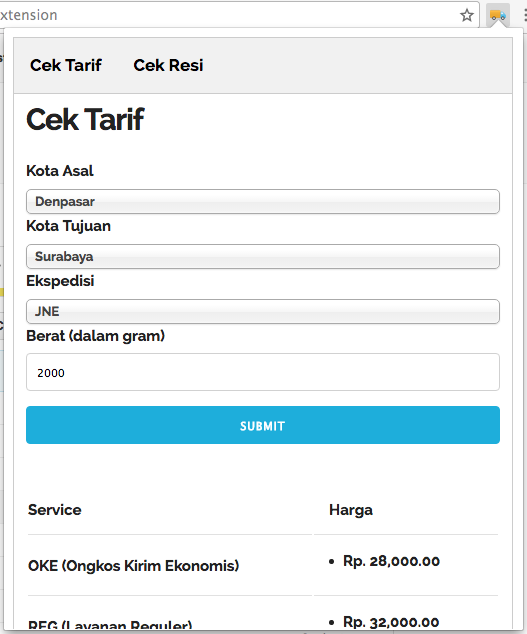 xtension
Cek Tarif Cek Resi
Cek Tarif
Kota Asal
Denpasar
Kota Tujuan
Surabaya
Ekspedisi
JNE
Berat (dalam gram)
2000
SUBMIT
Service Harga
OKE (Ongkos Kirim Ekonomis) • Rp. 28,000.00
REG (Layanan Reguler) • Rp. 32,000.00